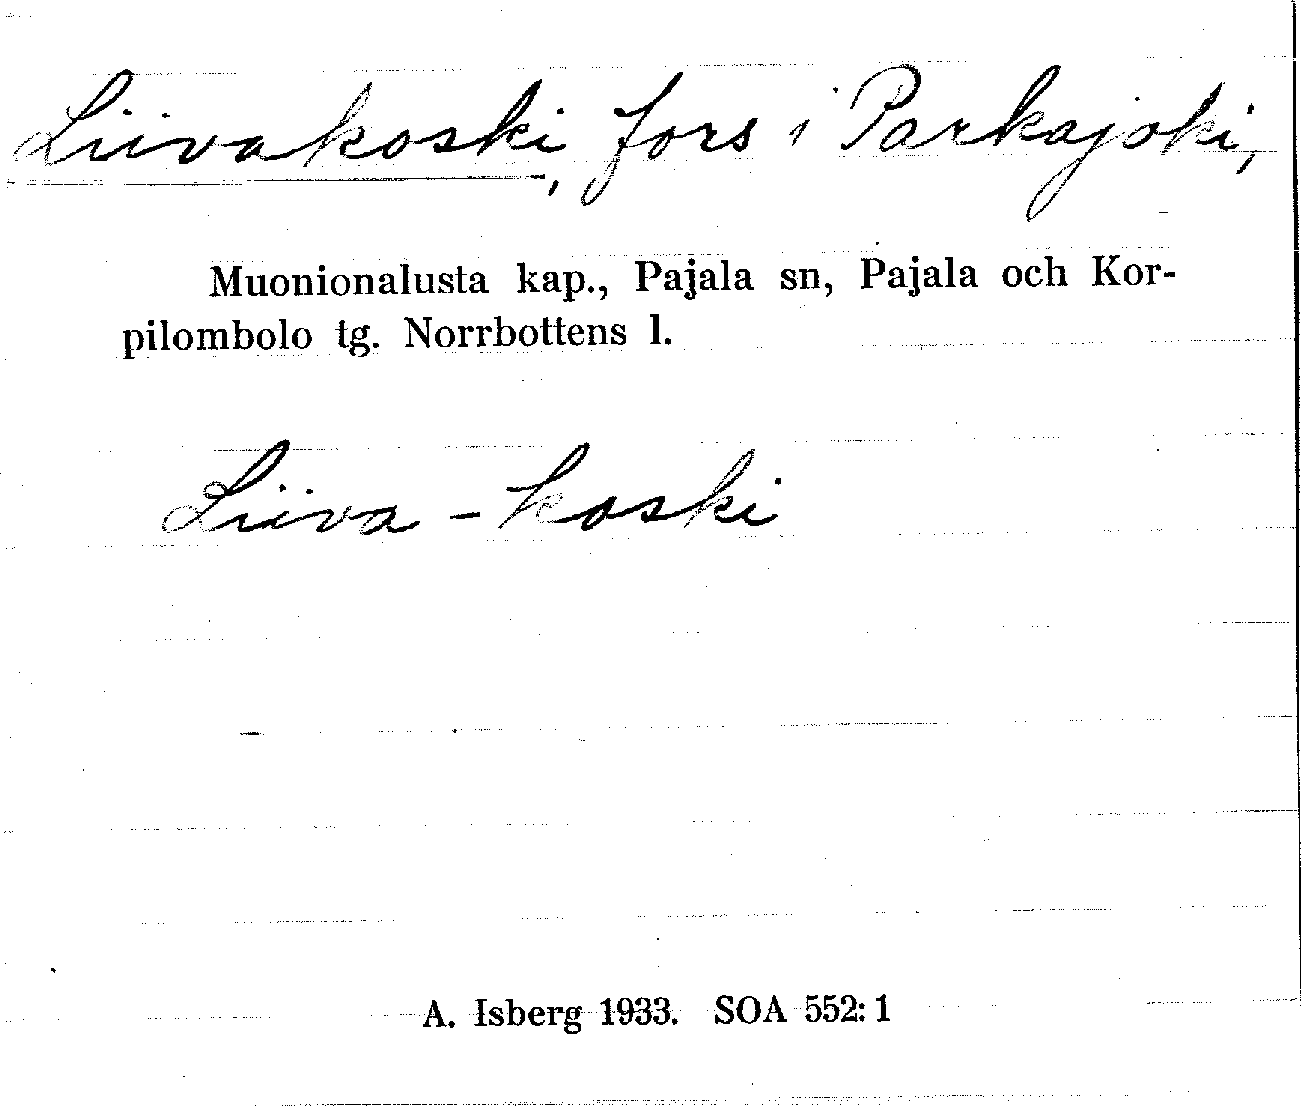 Liivakoski, fors i Parkajoki,
Muonionalusta kap., Pajala sn, Pajala och Kor-
pilombolo tg. Norrbottens l.
Liiva-koski
A. Isberg 1933. SOA 552:1